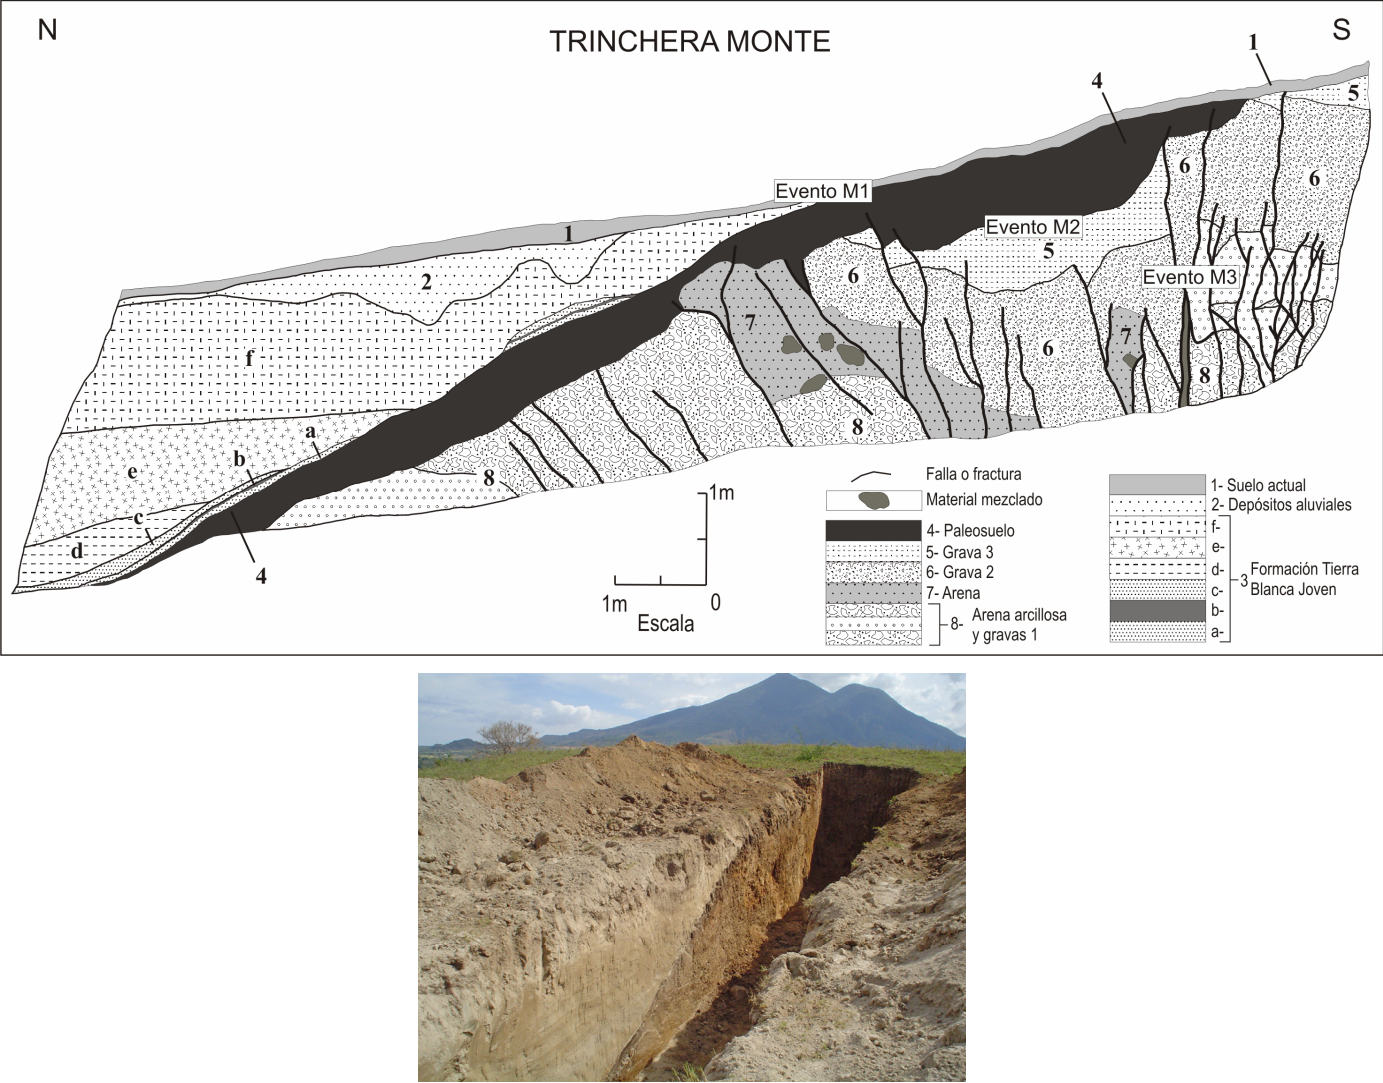 N
TRINCHERA MONTE
S
1
4
5
6
6
Evento M1
Evento M2
5
1
2
6
Evento M3
7
7
6
f
8
8
a
b
e
8
c
d
4
1m
1m
0
Escala
Falla o fractura
Material mezclado
4- Paleosuelo
5- Grava 3
6- Grava 2
7- Arena
8-
Arena arcillosa
y gravas 1
1- Suelo actual
2- Depósitos aluviales
f-
e-
d-
c-
b-
a-
3
Formación Tierra
Blanca Joven